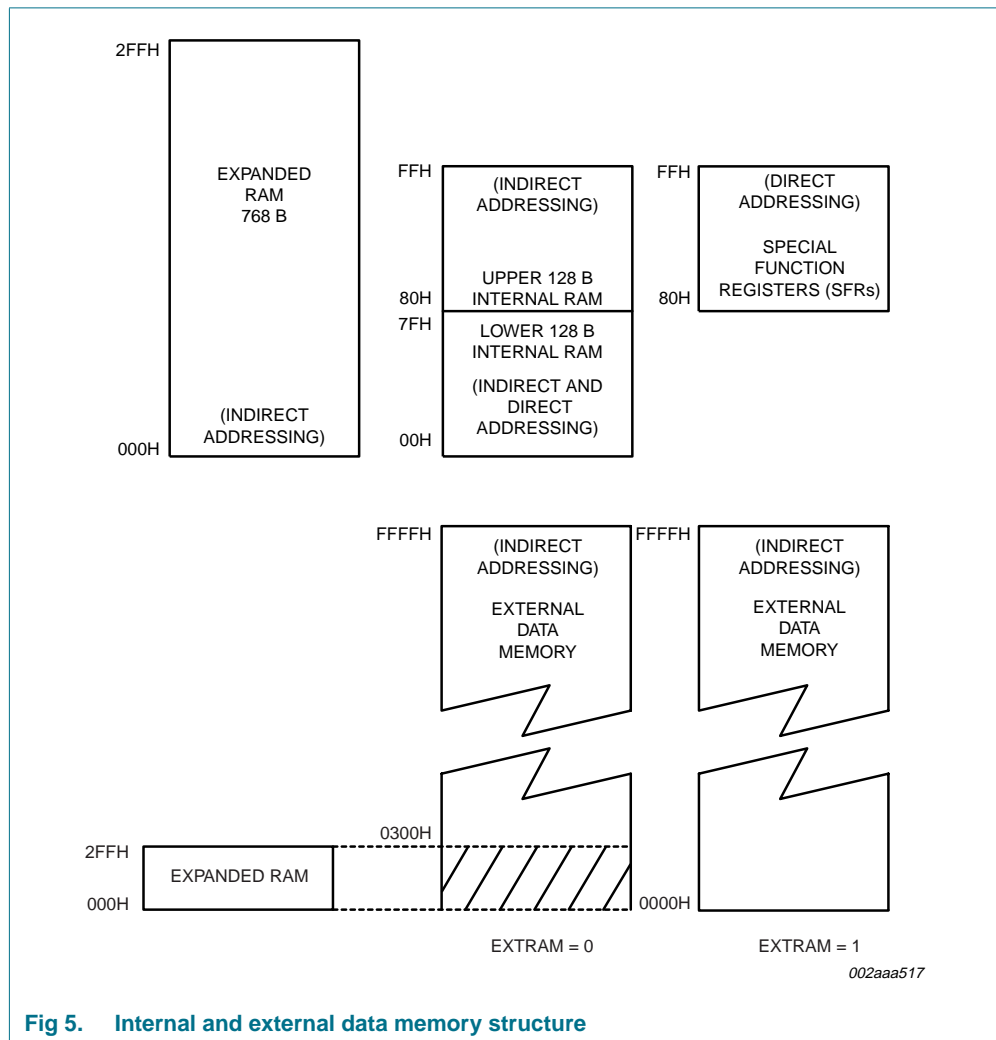 2FFH
EXPANDED
RAM
768 B
(INDIRECT
ADDRESSING)
000H
FFH
(INDIRECT
ADDRESSING)
UPPER 128 B
INTERNAL RAM
80H
7FH
LOWER 128 B
INTERNAL RAM
(INDIRECT AND
DIRECT
ADDRESSING)
00H
FFH
(DIRECT
ADDRESSING)
SPECIAL
FUNCTION
REGISTERS (SFRs)
80H
FFFFH
(INDIRECT
ADDRESSING)
EXTERNAL
DATA
MEMORY
FFFFH
(INDIRECT
ADDRESSING)
EXTERNAL
DATA
MEMORY
2FFH
EXPANDED RAM
000H
0300H
0000H
EXTRAM = 0
EXTRAM = 1
002aaa517
Fig 5. Internal and external data memory structure